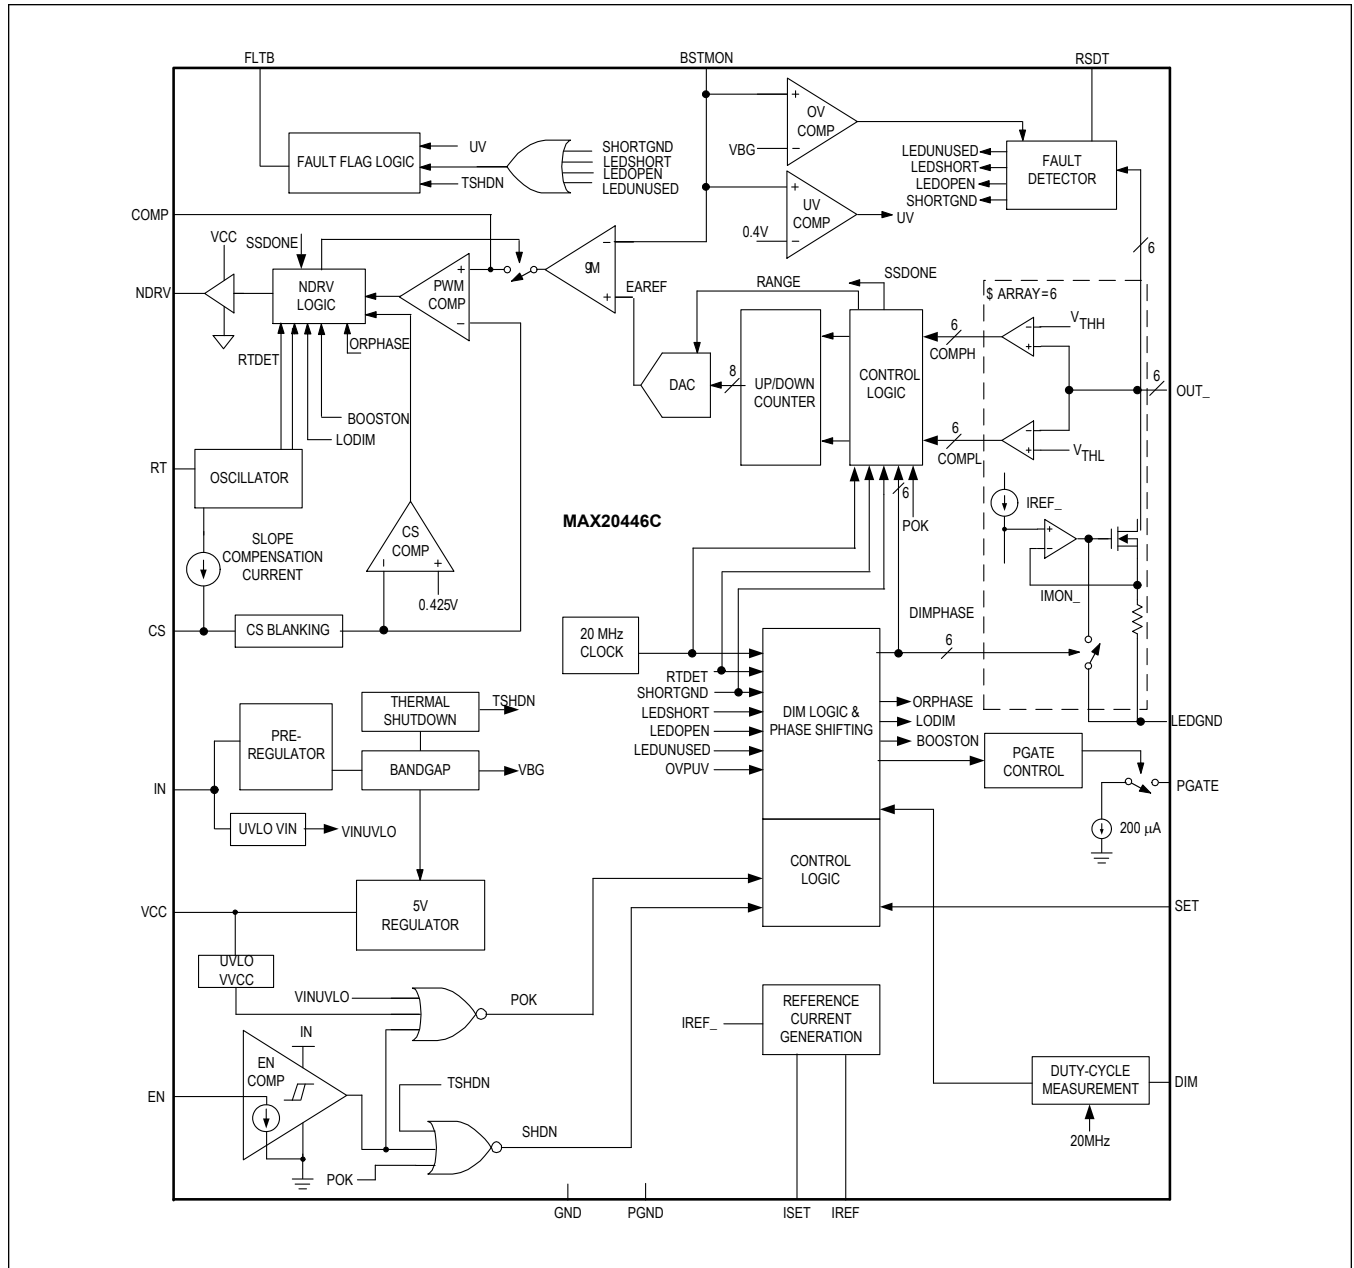 FLTB
BSTMON
RSDT
FAULT FLAG LOGIC
UV
TSHDN
SHORTGND
LEDSHORT
LEDOPEN
LEDUNUSED
+
OV
COMP
VBG
−
+
UV
COMP
0.4V
−
UV
LEDUNUSED
LEDSHORT
LEDOPEN
SHORTGND
FAULT
DETECTOR
6
COMP
VCC
SSDONE
NDRV
NDRV
LOGIC
RTDET
ORPHASE
BOOSTON
LODIM
+
PWM
COMP
−
−
gM
+
EAREF
RANGE
SSDONE
DAC
8
UP/DOWN
COUNTER
CONTROL
LOGIC
6
COMPH
6
COMPL
6
POK
$ ARRAY=6
VTHH
−
+
−
+
VTHL
6
OUT_
IREF_
+
−
IMON_
RT
OSCILLATOR
SLOPE
COMPENSATION
CURRENT
CS
COMP
−
+
0.425V
CS
CS BLANKING
MAX20446C
20 MHz
CLOCK
RTDET
SHORTGND
LEDSHORT
LEDOPEN
LEDUNUSED
OVPUV
DIM LOGIC &
PHASE SHIFTING
DIMPHASE
6
ORPHASE
LODIM
BOOSTON
LEDGND
PGATE
CONTROL
PGATE
200 µA
THERMAL
SHUTDOWN
TSHDN
PRE-
REGULATOR
BANDGAP
VBG
IN
UVLO VIN
VINUVLO
CONTROL
LOGIC
VCC
5V
REGULATOR
SET
UVLO
VVCC
VINUVLO
POK
IREF_
REFERENCE
CURRENT
GENERATION
IN
EN
COMP
EN
TSHDN
SHDN
POK
DUTY-CYCLE
MEASUREMENT
DIM
20MHz
GND
PGND
ISET
IREF